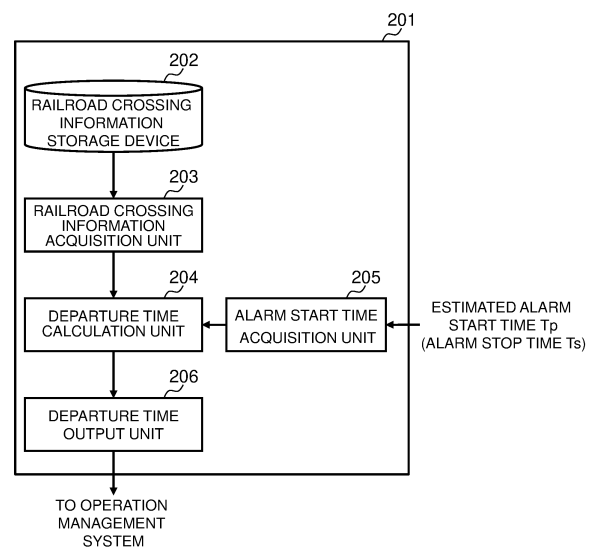 201
202
RAILROAD CROSSING
INFORMATION
STORAGE DEVICE
203
RAILROAD CROSSING
INFORMATION
ACQUISITION UNIT
204
DEPARTURE TIME
CALCULATION UNIT
205
ALARM START TIME
ACQUISITION UNIT
ESTIMATED ALARM
START TIME Tp
(ALARM STOP TIME Ts)
206
DEPARTURE TIME
OUTPUT UNIT
TO OPERATION
MANAGEMENT
SYSTEM